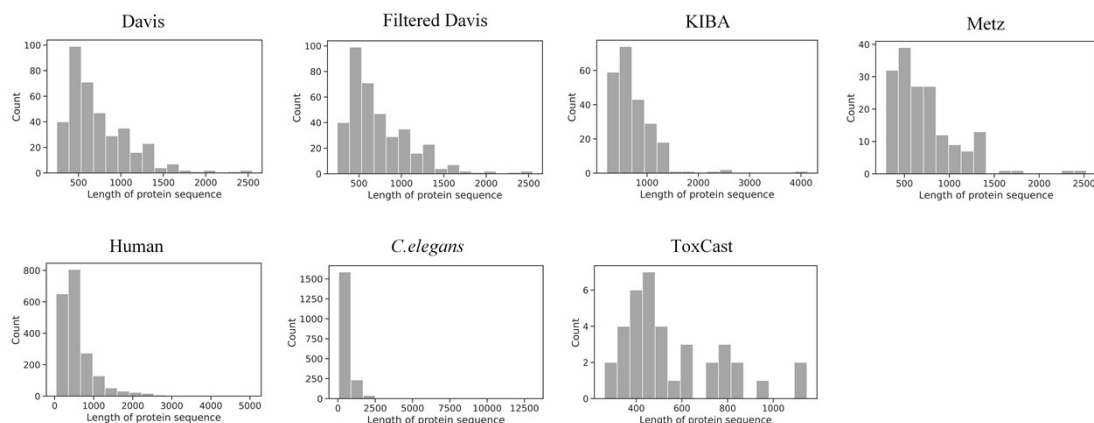 Davis
100
80
60
40
20
0
Count
500 1000 1500 2000 2500
Length of protein sequence
Filtered Davis
100
80
60
40
20
0
Count
500 1000 1500 2000 2500
Length of protein sequence
KIBA
60
40
20
0
Count
1000 2000 3000 4000
Length of protein sequence
Metz
40
30
20
10
0
Count
500 1000 1500 2000 2500
Length of protein sequence
Human
800
600
400
200
0
Count
0 1000 2000 3000 4000 5000
Length of protein sequence
C.elegans
1500
1250
1000
750
500
250
0
Count
0 2500 5000 7500 10000 12500
Length of protein sequence
ToxCast
6
4
2
0
Count
400 600 800 1000
Length of protein sequence